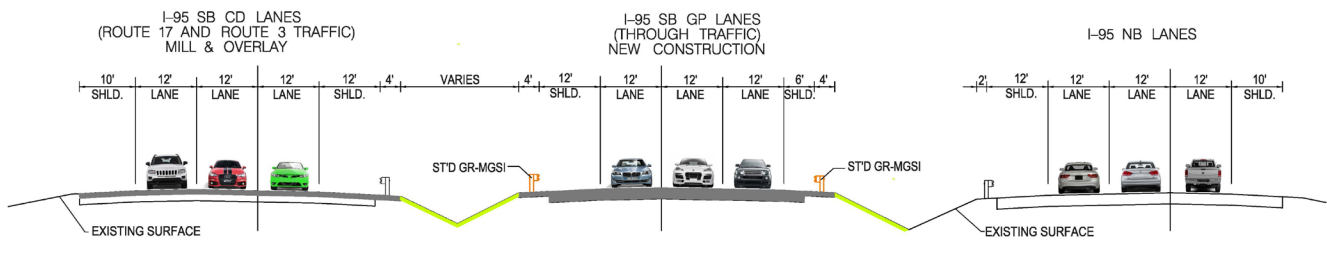 I-95 SB CD LANES
(ROUTE 17 AND ROUTE 3 TRAFFIC)
MILL & OVERLAY
I-95 SB GP LANES
(THROUGH TRAFFIC)
NEW CONSTRUCTION
I-95 NB LANES
10' 12' 12' 12' 12' 4' VARIES 4' 12' 12' 12' 12' 6' 4' 2' 12' 12' 12' 12' 10'
SHLD. LANE LANE LANE SHLD. SHLD. LANE LANE LANE SHLD. SHLD. LANE LANE LANE SHLD.
ST'D GR-MGSI
ST'D GR-MGSI
EXISTING SURFACE
EXISTING SURFACE